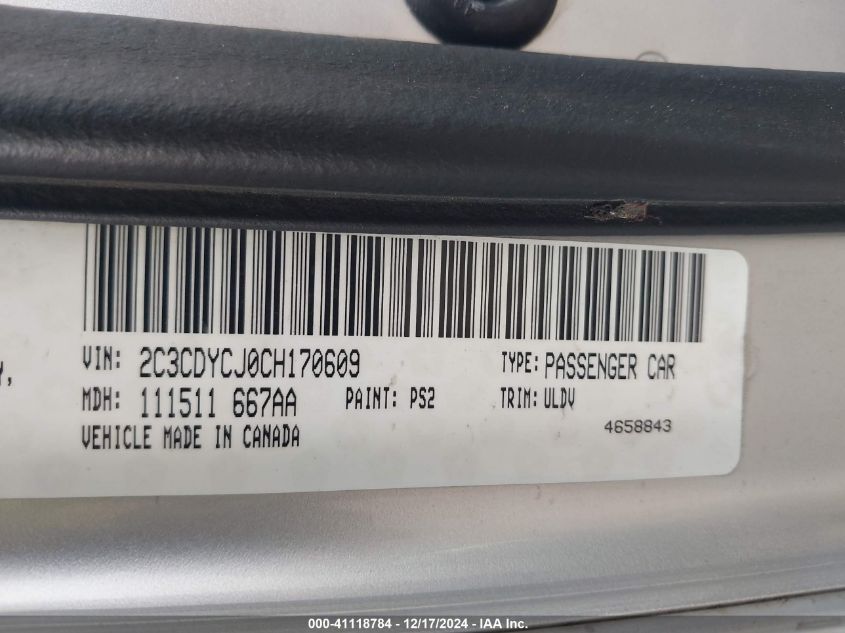 Y,
VIN: 2C3CDYCJ0CH170609 TYPE: PASSENGER CAR
MDH: 111511 667AA PAINT: PS2 TRIM: ULDV
VEHICLE MADE IN CANADA 4658843
000-41118784 - 12/17/2024 - IAA Inc.